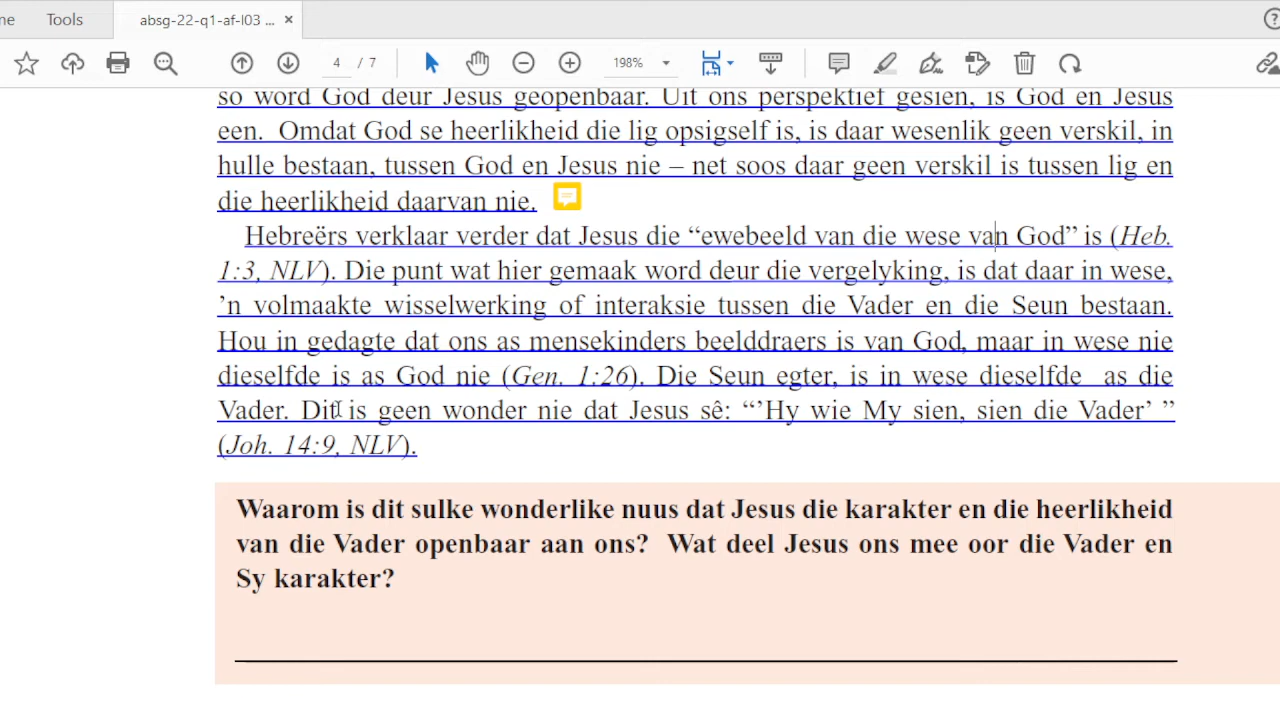 ne Tools absg-22-q1-af-l03 ... ×
4 / 7 198%
so word God deur Jesus geopenbaar. Uit ons perspektief gesien, is God en Jesus
een. Omdat God se heerlikheid die lig opsigself is, is daar wesenlik geen verskil, in
hulle bestaan, tussen God en Jesus nie – net soos daar geen verskil is tussen lig en
die heerlikheid daarvan nie.
Hebreërs verklaar verder dat Jesus die “ewebeeld van die wese van God” is (Heb.
1:3, NLV). Die punt wat hier gemaak word deur die vergelyking, is dat daar in wese,
’n volmaakte wisselwerking of interaksie tussen die Vader en die Seun bestaan.
Hou in gedagte dat ons as mensekinders beelddraers is van God, maar in wese nie
dieselfde is as God nie (Gen. 1:26). Die Seun egter, is in wese dieselfde as die
Vader. Dit is geen wonder nie dat Jesus sê: “’Hy wie My sien, sien die Vader’ ”
(Joh. 14:9, NLV).
Waarom is dit sulke wonderlike nuus dat Jesus die karakter en die heerlikheid
van die Vader openbaar aan ons? Wat deel Jesus ons mee oor die Vader en
Sy karakter?